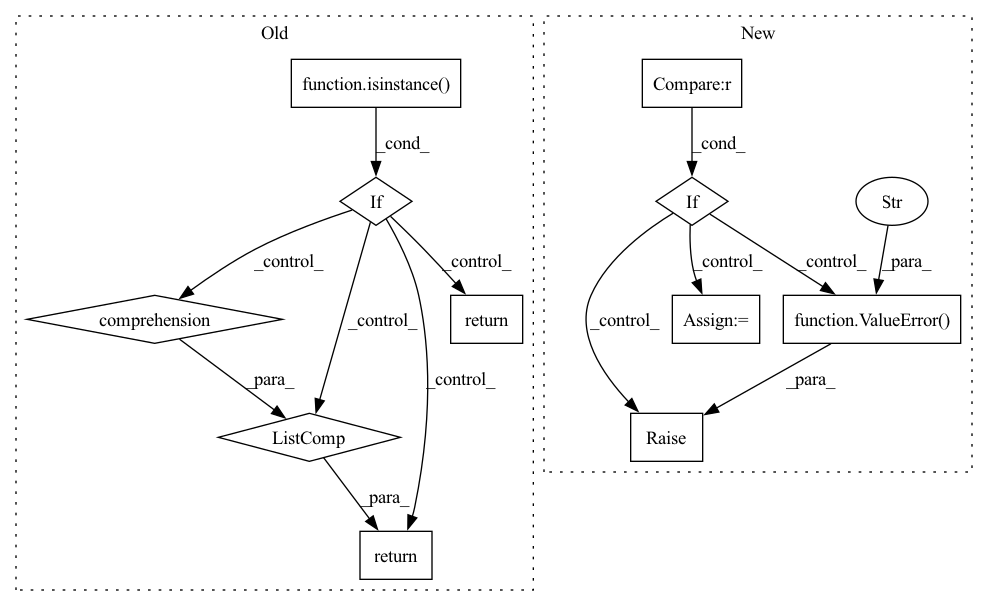 Old
New
function.isinstance()
Compare:r
_cond_
_cond_
If
If
Str
_control_
_control_
_control_
_control_
_para_
comprehension
_control_
return
_control_
Assign:=
function.ValueError()
_para_
_control_
_para_
ListComp
Raise
_para_
return